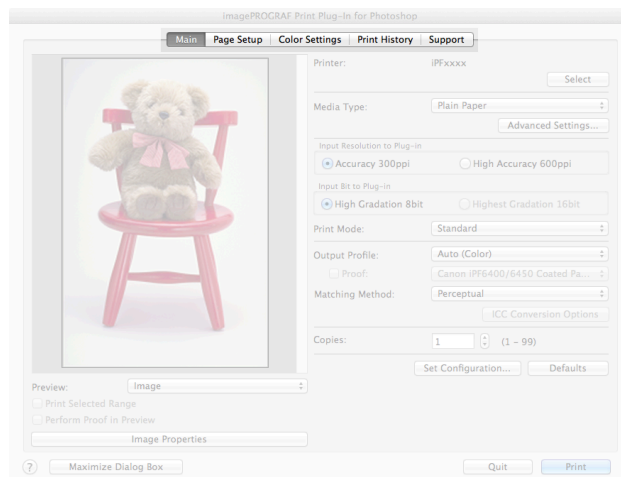 imagePROGRAF Print Plug-In for Photoshop
Main Page Setup Color Settings Print History Support
Printer: iPFxxxx
Select
Media Type: Plain Paper
Advanced Settings...
Input Resolution to Plug-in
Accuracy 300ppi High Accuracy 600ppi
Input Bit to Plug-in
High Gradation 8bit Highest Gradation 16bit
Print Mode: Standard
Output Profile: Auto (Color)
Proof: Canon iPF6400/6450 Coated Pa...
Matching Method: Perceptual
ICC Conversion Options
Copies: 1 (1 – 99)
Set Configuration... Defaults
Preview: Image
Print Selected Range
Perform Proof in Preview
Image Properties
? Maximize Dialog Box Quit Print